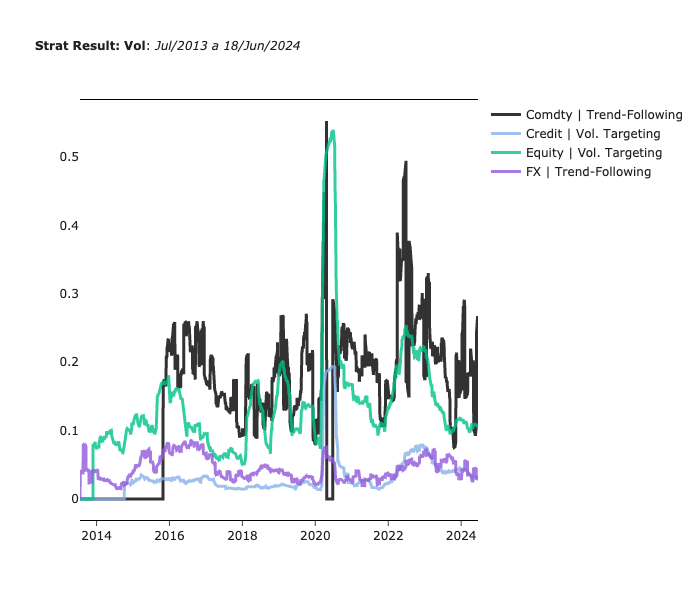 Strat Result: Vol: Jul/2013 a 18/Jun/2024
Comdty | Trend-Following
Credit | Vol. Targeting
Equity | Vol. Targeting
FX | Trend-Following
0.5
0.4
0.3
0.2
0.1
0
2014 2016 2018 2020 2022 2024